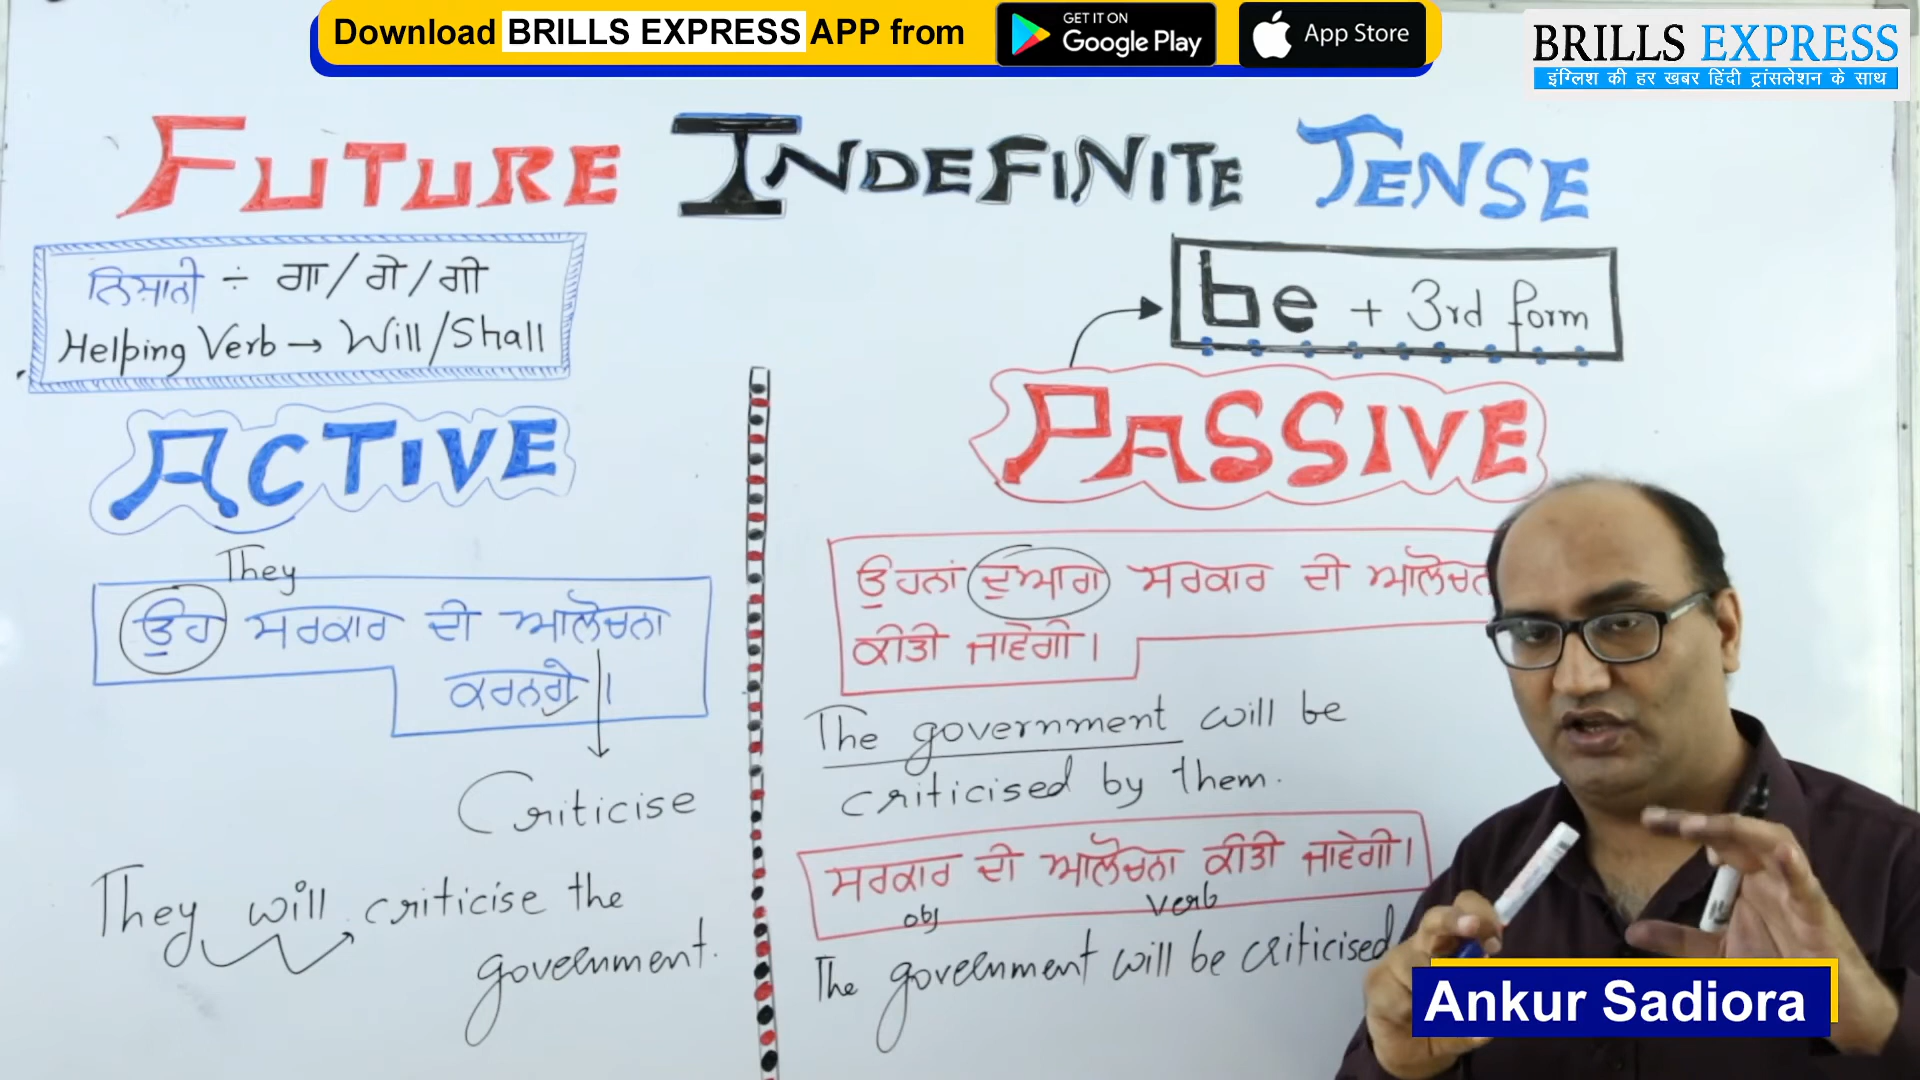 Download BRILLS EXPRESS APP from
GET IT ON
Google Play
App Store
BRILLS EXPRESS
इंग्लिश की हर खबर हिंदी ट्रांसलेशन के साथ
FUTURE INDEFINITE TENSE
ਨਿਸ਼ਾਨੀ ÷ ਗਾ/ਗੇ/ਗੀ
Helping Verb → Will/Shall
be + 3rd form
ACTIVE
PASSIVE
They
ਉਹ ਸਰਕਾਰ ਦੀ ਆਲੋਚਨਾ
ਕਰਨਗੇ।
Criticise
They will criticise the
government.
ਉਹਨਾਂ ਦੁਆਰਾ ਸਰਕਾਰ ਦੀ
ਕੀਤੀ ਜਾਵੇਗੀ।
The government will be
criticised by them.
ਸਰਕਾਰ ਦੀ ਆਲੋਚਨਾ ਕੀਤੀ ਜਾਵੇਗੀ।
obj verb
The government will be criticised
Ankur Sadiora